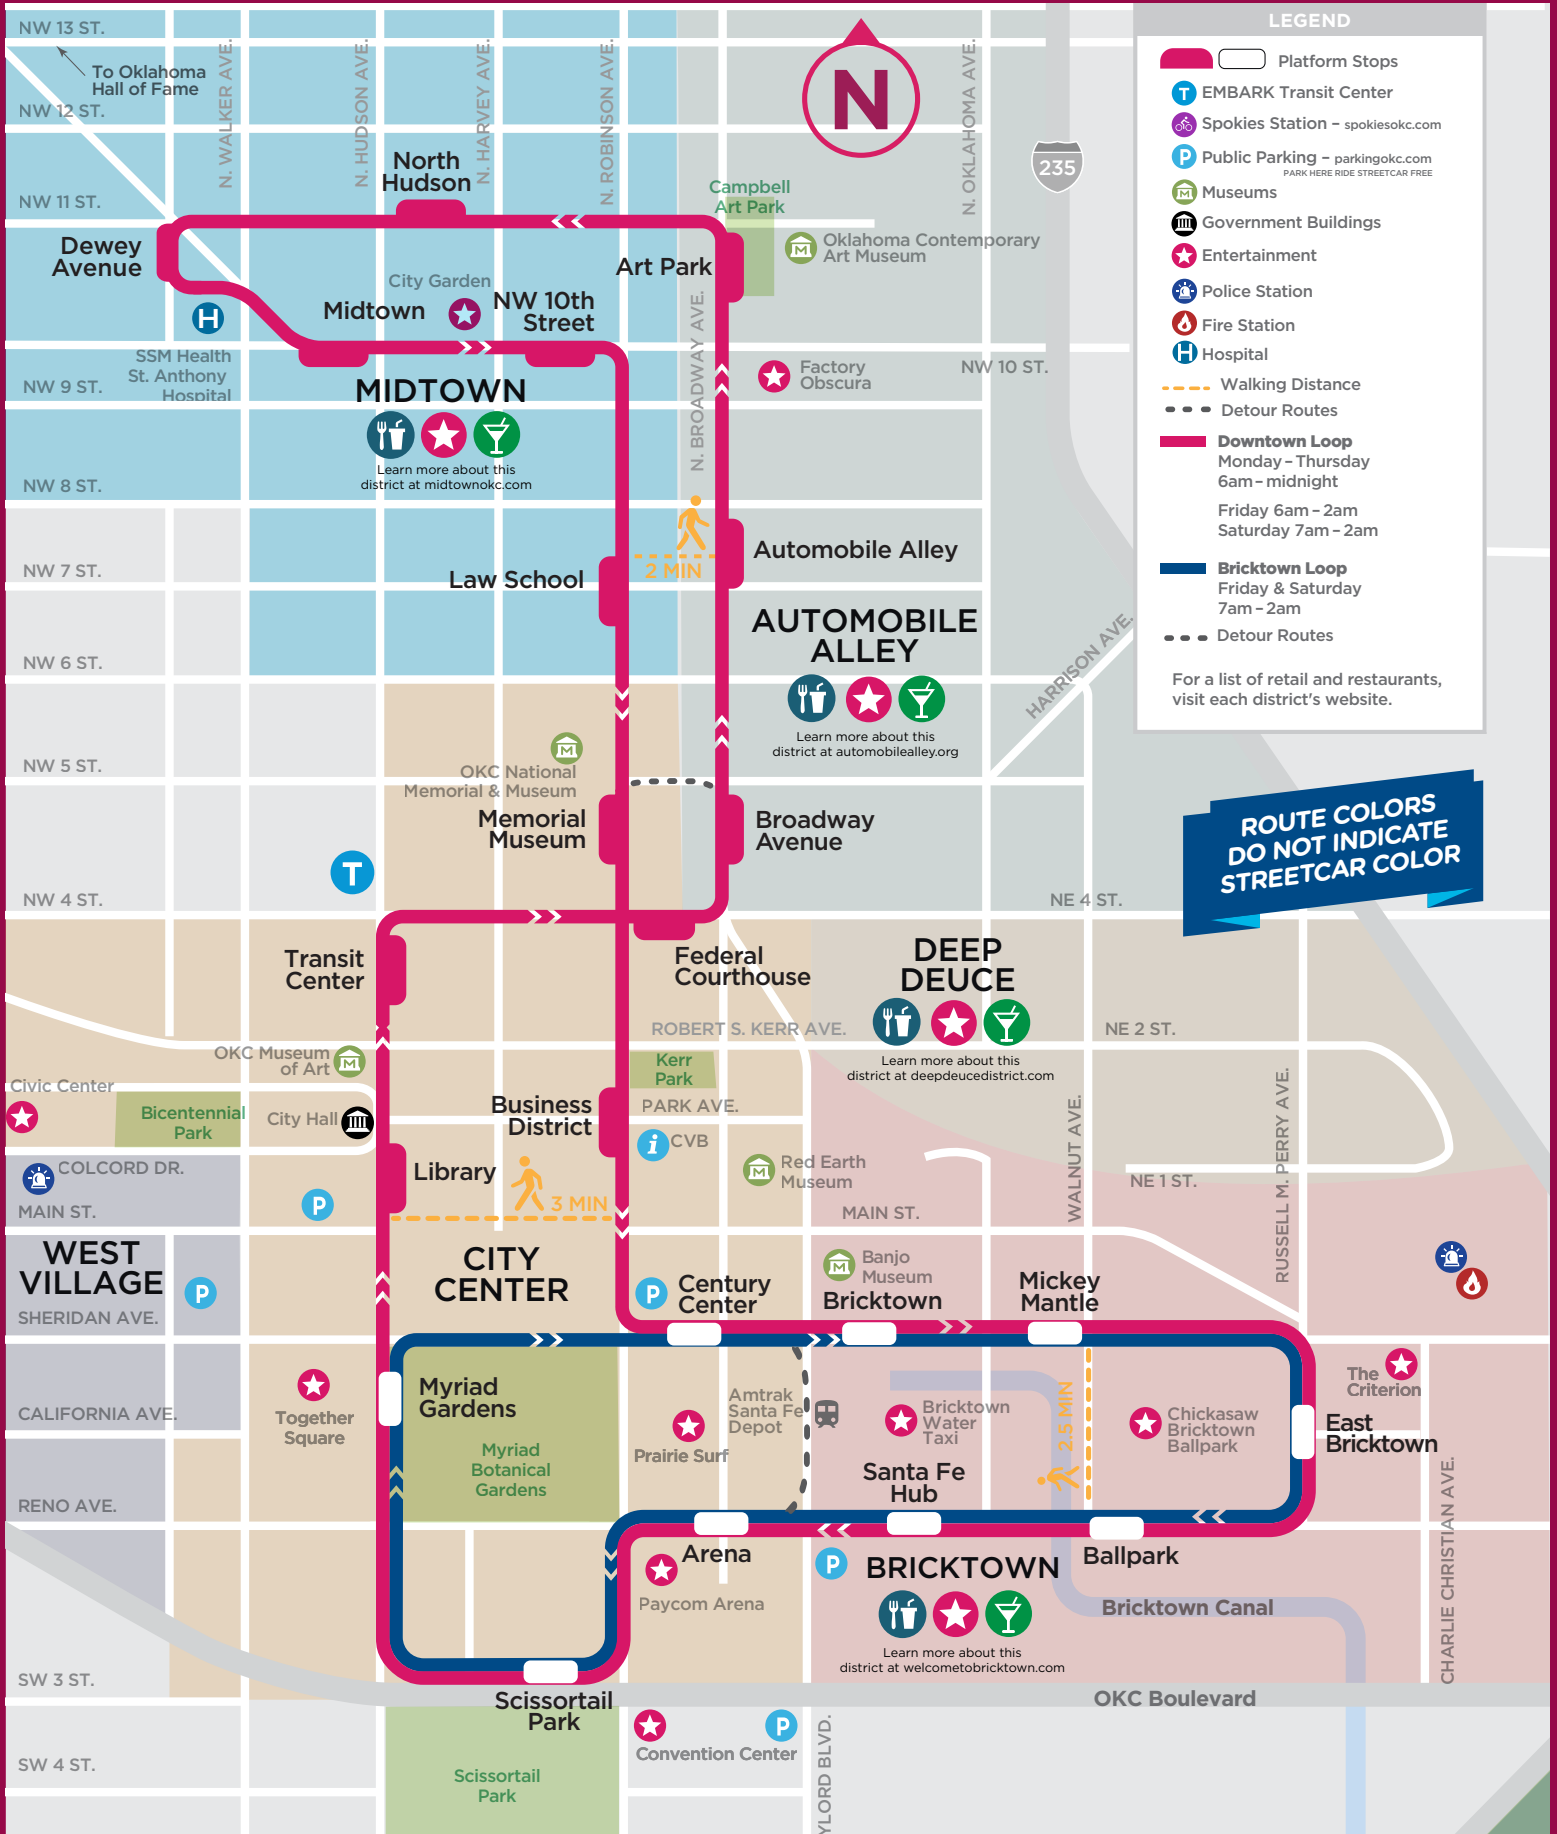 LEGEND
Platform Stops
EMBARK Transit Center
Spokies Station – spokiesokc.com
Public Parking – parkingokc.com
PARK HERE RIDE STREETCAR FREE
Museums
Government Buildings
Entertainment
Police Station
Fire Station
Hospital
Walking Distance
Detour Routes
Downtown Loop
Monday – Thursday
6am – midnight
Friday 6am – 2am
Saturday 7am – 2am
Bricktown Loop
Friday & Saturday
7am – 2am
Detour Routes
For a list of retail and restaurants,
visit each district's website.
T
P
M
H
N
235
NW 13 ST.
To Oklahoma
Hall of Fame
NW 12 ST.
NW 11 ST.
N. WALKER AVE.
N. HUDSON AVE.
N. HARVEY AVE.
N. ROBINSON AVE.
N. OKLAHOMA AVE.
N. BROADWAY AVE.
North
Hudson
Campbell
Art Park
Dewey
Avenue
Art Park
M
Oklahoma Contemporary
Art Museum
City Garden
Midtown
NW 10th
Street
H
SSM Health
St. Anthony
Hospital
NW 9 ST.
NW 10 ST.
Factory
Obscura
MIDTOWN
Learn more about this
district at midtownokc.com
NW 8 ST.
NW 7 ST.
Law School
2 MIN
Automobile Alley
AUTOMOBILE
ALLEY
Learn more about this
district at automobilealley.org
HARRISON AVE.
NW 6 ST.
NW 5 ST.
M
OKC National
Memorial & Museum
Memorial
Museum
Broadway
Avenue
ROUTE COLORS
DO NOT INDICATE
STREETCAR COLOR
T
NW 4 ST.
NE 4 ST.
Transit
Center
Federal
Courthouse
DEEP
DEUCE
Learn more about this
district at deepdeucedistrict.com
ROBERT S. KERR AVE.
NE 2 ST.
OKC Museum
of Art
M
Kerr
Park
Civic Center
Bicentennial
Park
City Hall
Business
District
PARK AVE.
i
CVB
COLCORD DR.
Library
M
Red Earth
Museum
WALNUT AVE.
NE 1 ST.
RUSSELL M. PERRY AVE.
MAIN ST.
P
3 MIN
MAIN ST.
WEST
VILLAGE
P
CITY
CENTER
P
Century
Center
M
Banjo
Museum
Bricktown
Mickey
Mantle
SHERIDAN AVE.
Together
Square
Myriad
Gardens
Myriad
Botanical
Gardens
Prairie Surf
Amtrak
Santa Fe
Depot
Bricktown
Water
Taxi
2.5 MIN
Chickasaw
Bricktown
Ballpark
The
Criterion
East
Bricktown
CALIFORNIA AVE.
Santa Fe
Hub
RENO AVE.
Arena
P
BRICKTOWN
Ballpark
Paycom Arena
Learn more about this
district at welcometobricktown.com
Bricktown Canal
CHARLIE CHRISTIAN AVE.
SW 3 ST.
Scissortail
Park
OKC Boulevard
P
Convention Center
SW 4 ST.
Scissortail
Park
YLORD BLVD.